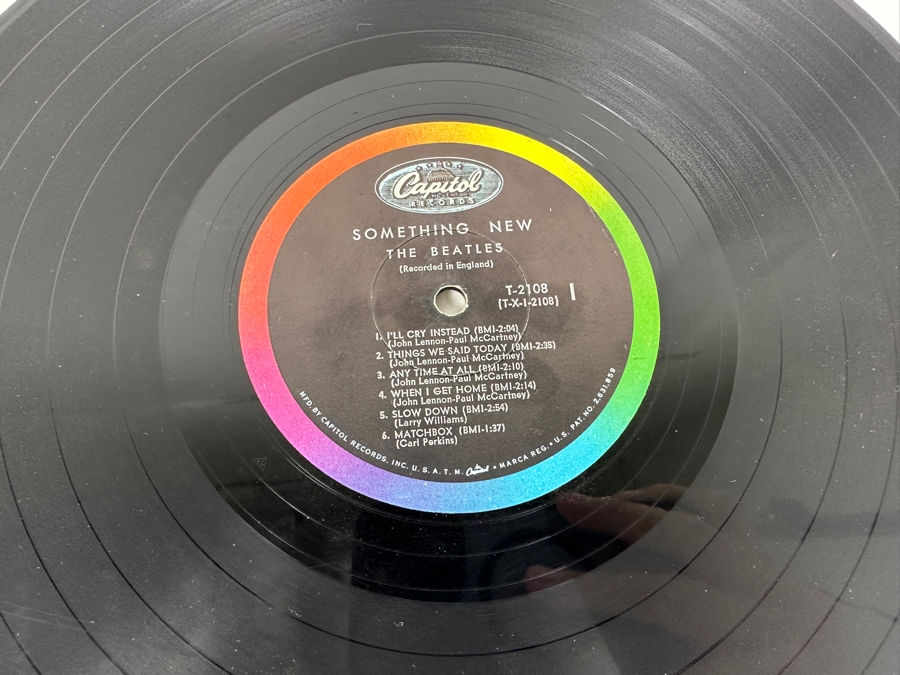 Capitol
RECORDS
SOMETHING NEW
THE BEATLES
(Recorded in England)
T-2108
(T-X-1-2108)
1
1. I'LL CRY INSTEAD (BMI-2:04)
(John Lennon-Paul McCartney)
2. THINGS WE SAID TODAY (BMI-2:35)
(John Lennon-Paul McCartney)
3. ANY TIME AT ALL (BMI-2:10)
(John Lennon-Paul McCartney)
4. WHEN I GET HOME (BMI-2:14)
(John Lennon-Paul McCartney)
5. SLOW DOWN (BMI-2:54)
(Larry Williams)
6. MATCHBOX (BMI-1:37)
(Carl Perkins)
MFD. BY CAPITOL RECORDS, INC. U.S.A. T.M. Capitol • MARCA REG. • U.S. PAT. NO. 2,631,859